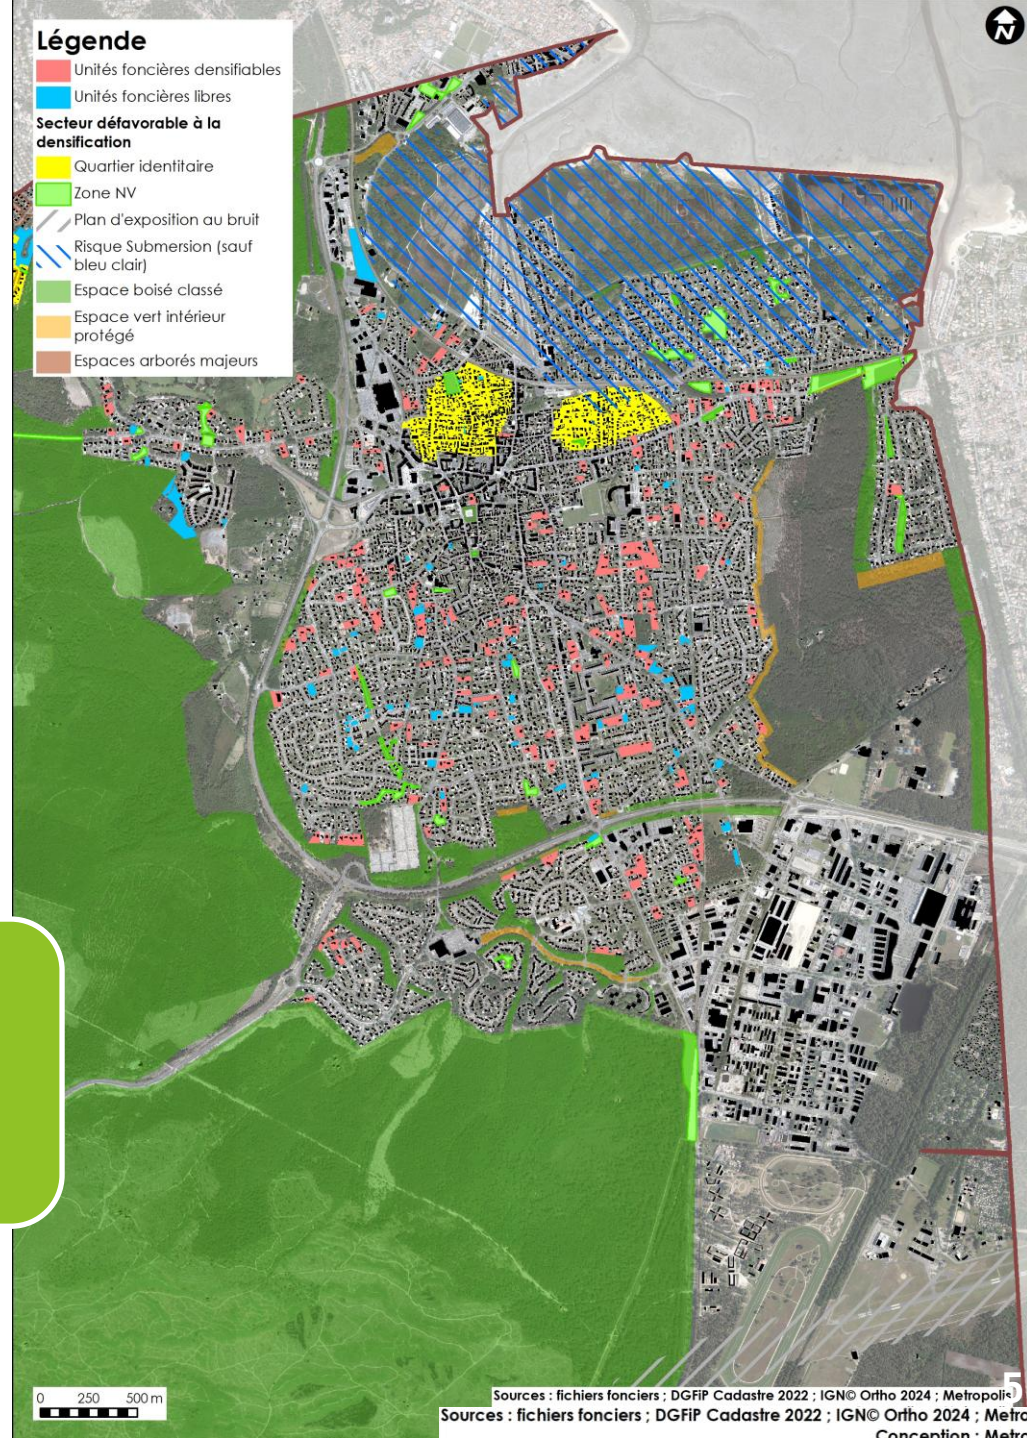 N
Légende
Unités foncières densifiables
Unités foncières libres
Secteur défavorable à la
densification
Quartier identitaire
Zone NV
Plan d'exposition au bruit
Risque Submersion (sauf
bleu clair)
Espace boisé classé
Espace vert intérieur
protégé
Espaces arborés majeurs
0 250 500 m
5
Sources : fichiers fonciers ; DGFiP Cadastre 2022 ; IGN© Ortho 2024 ; Metropolis
Sources : fichiers fonciers ; DGFiP Cadastre 2022 ; IGN© Ortho 2024 ; Metro
Conception : Metro